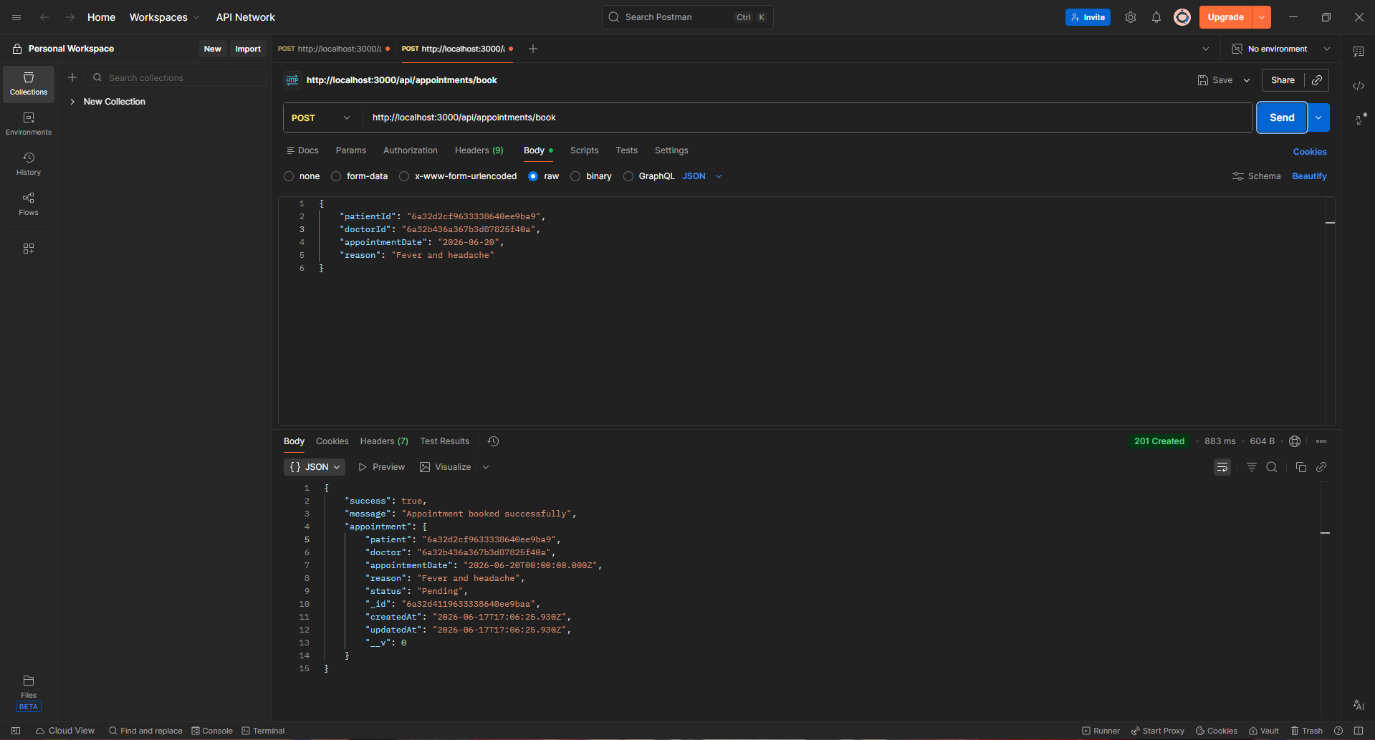 Home Workspaces API Network Search Postman Ctrl K Invite Upgrade
Personal Workspace New Import POST http://localhost:3000/a POST http://localhost:3000/a No environment
Collections
Environments
History
Flows
Search collections
New Collection
HTTP http://localhost:3000/api/appointments/book Save Share
POST http://localhost:3000/api/appointments/book Send
Docs Params Authorization Headers (9) Body Scripts Tests Settings Cookies
none form-data x-www-form-urlencoded raw binary GraphQL JSON Schema Beautify
1 {
2 "patientId": "6a32d2cf9633338640ee9ba9",
3 "doctorId": "6a32b436a367b3d87825f40a",
4 "appointmentDate": "2026-06-20",
5 "reason": "Fever and headache"
6 }
Body Cookies Headers (7) Test Results 201 Created 883 ms 604 B
{ } JSON Preview Visualize
1 {
2 "success": true,
3 "message": "Appointment booked successfully",
4 "appointment": {
5 "patient": "6a32d2cf9633338640ee9ba9",
6 "doctor": "6a32b436a367b3d87825f40a",
7 "appointmentDate": "2026-06-20T00:00:00.000Z",
8 "reason": "Fever and headache",
9 "status": "Pending",
10 "_id": "6a32d4119633338640ee9baa",
11 "createdAt": "2026-06-17T17:06:25.930Z",
12 "updatedAt": "2026-06-17T17:06:25.930Z",
13 "__v": 0
14 }
15 }
Files
BETA
Cloud View Find and replace Console Terminal Runner Start Proxy Cookies Vault Trash
AI